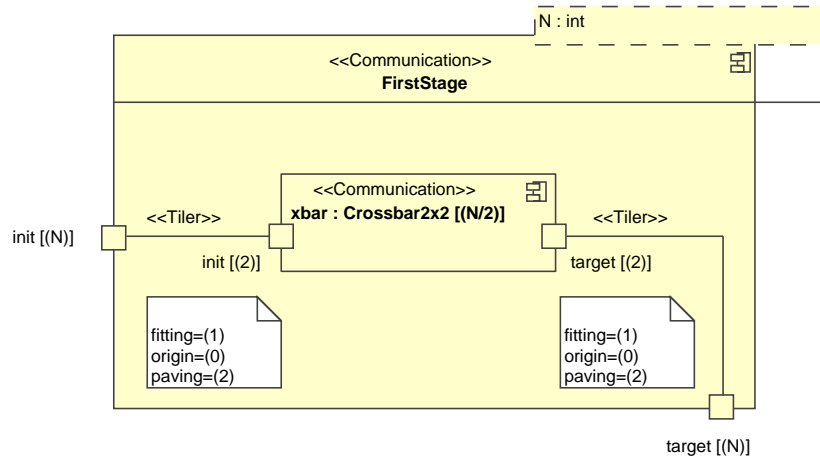 N : int
<<Communication>>
FirstStage
<<Communication>>
xbar : Crossbar2x2 [(N/2)]
<<Tiler>>
<<Tiler>>
init [(N)]
init [(2)]
target [(2)]
fitting=(1)
origin=(0)
paving=(2)
fitting=(1)
origin=(0)
paving=(2)
target [(N)]